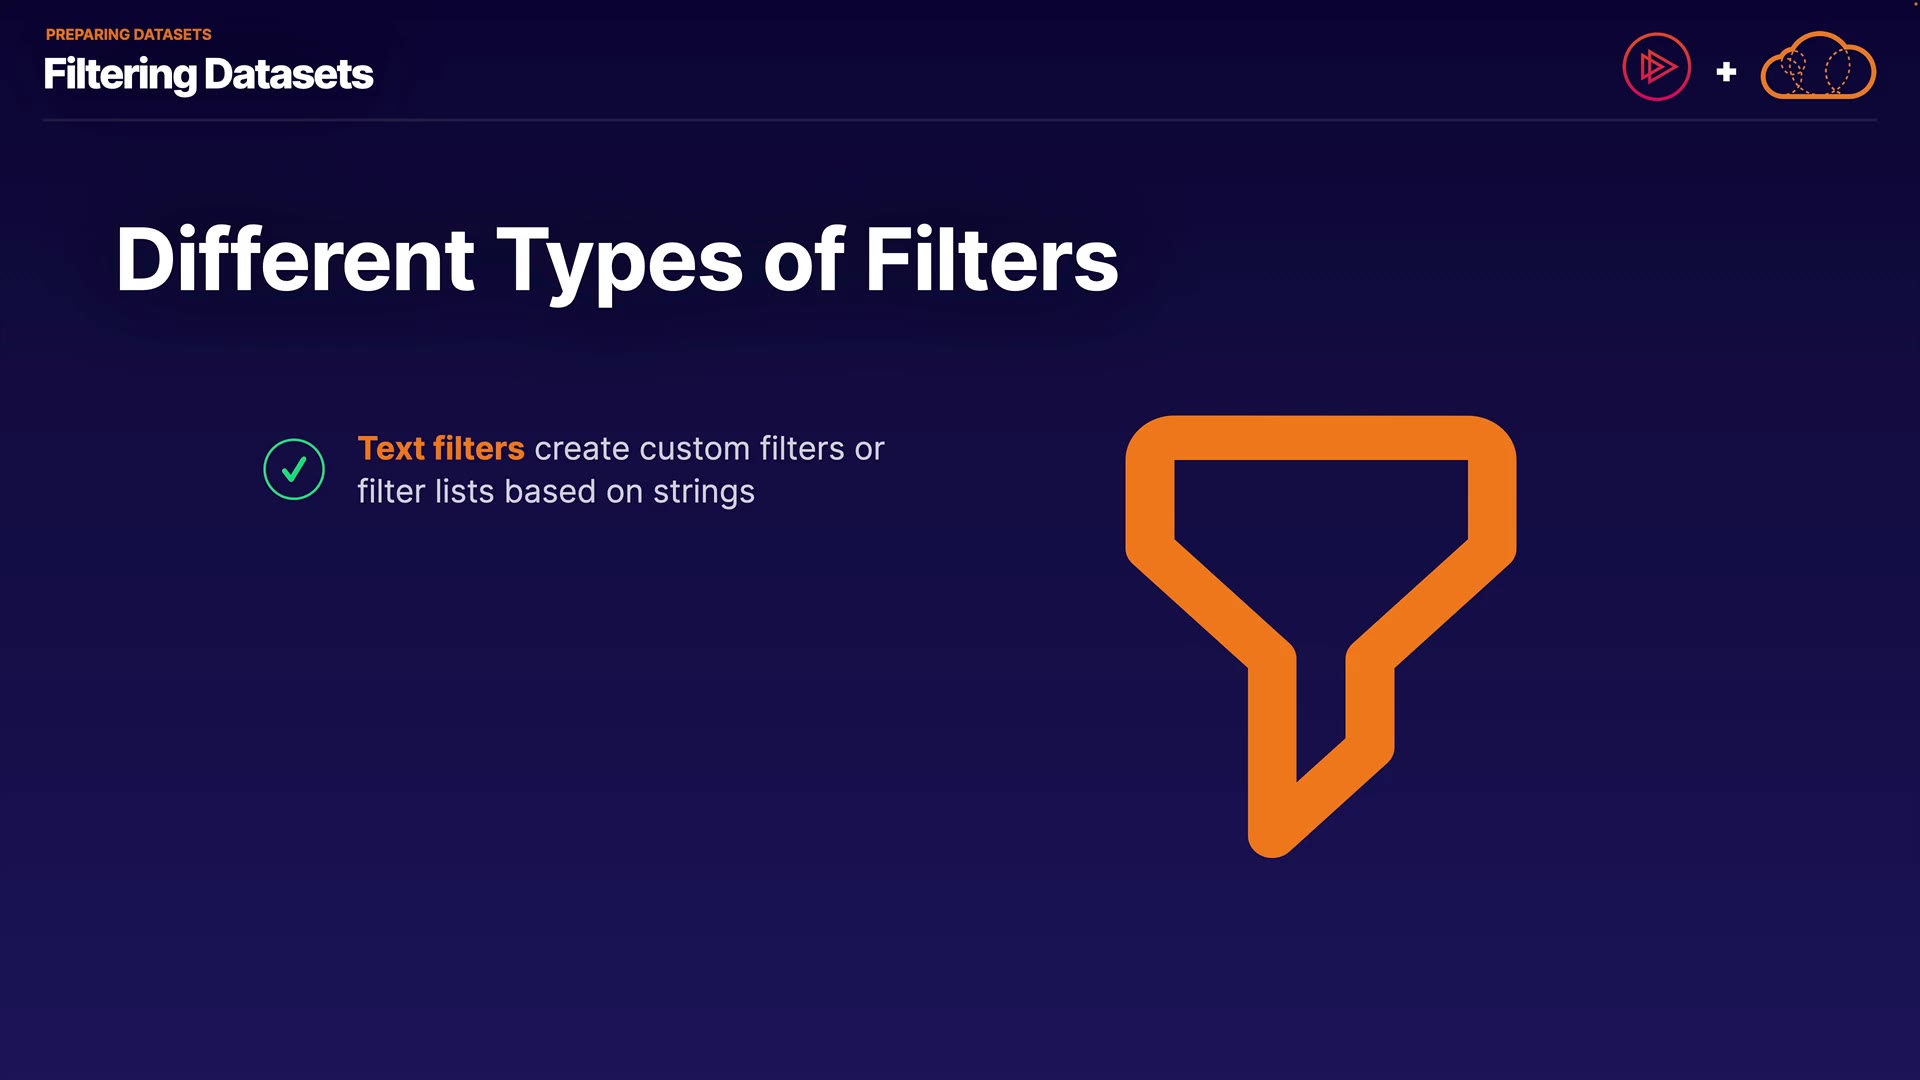 PREPARING DATASETS
Filtering Datasets
Different Types of Filters
Text filters create custom filters or
filter lists based on strings